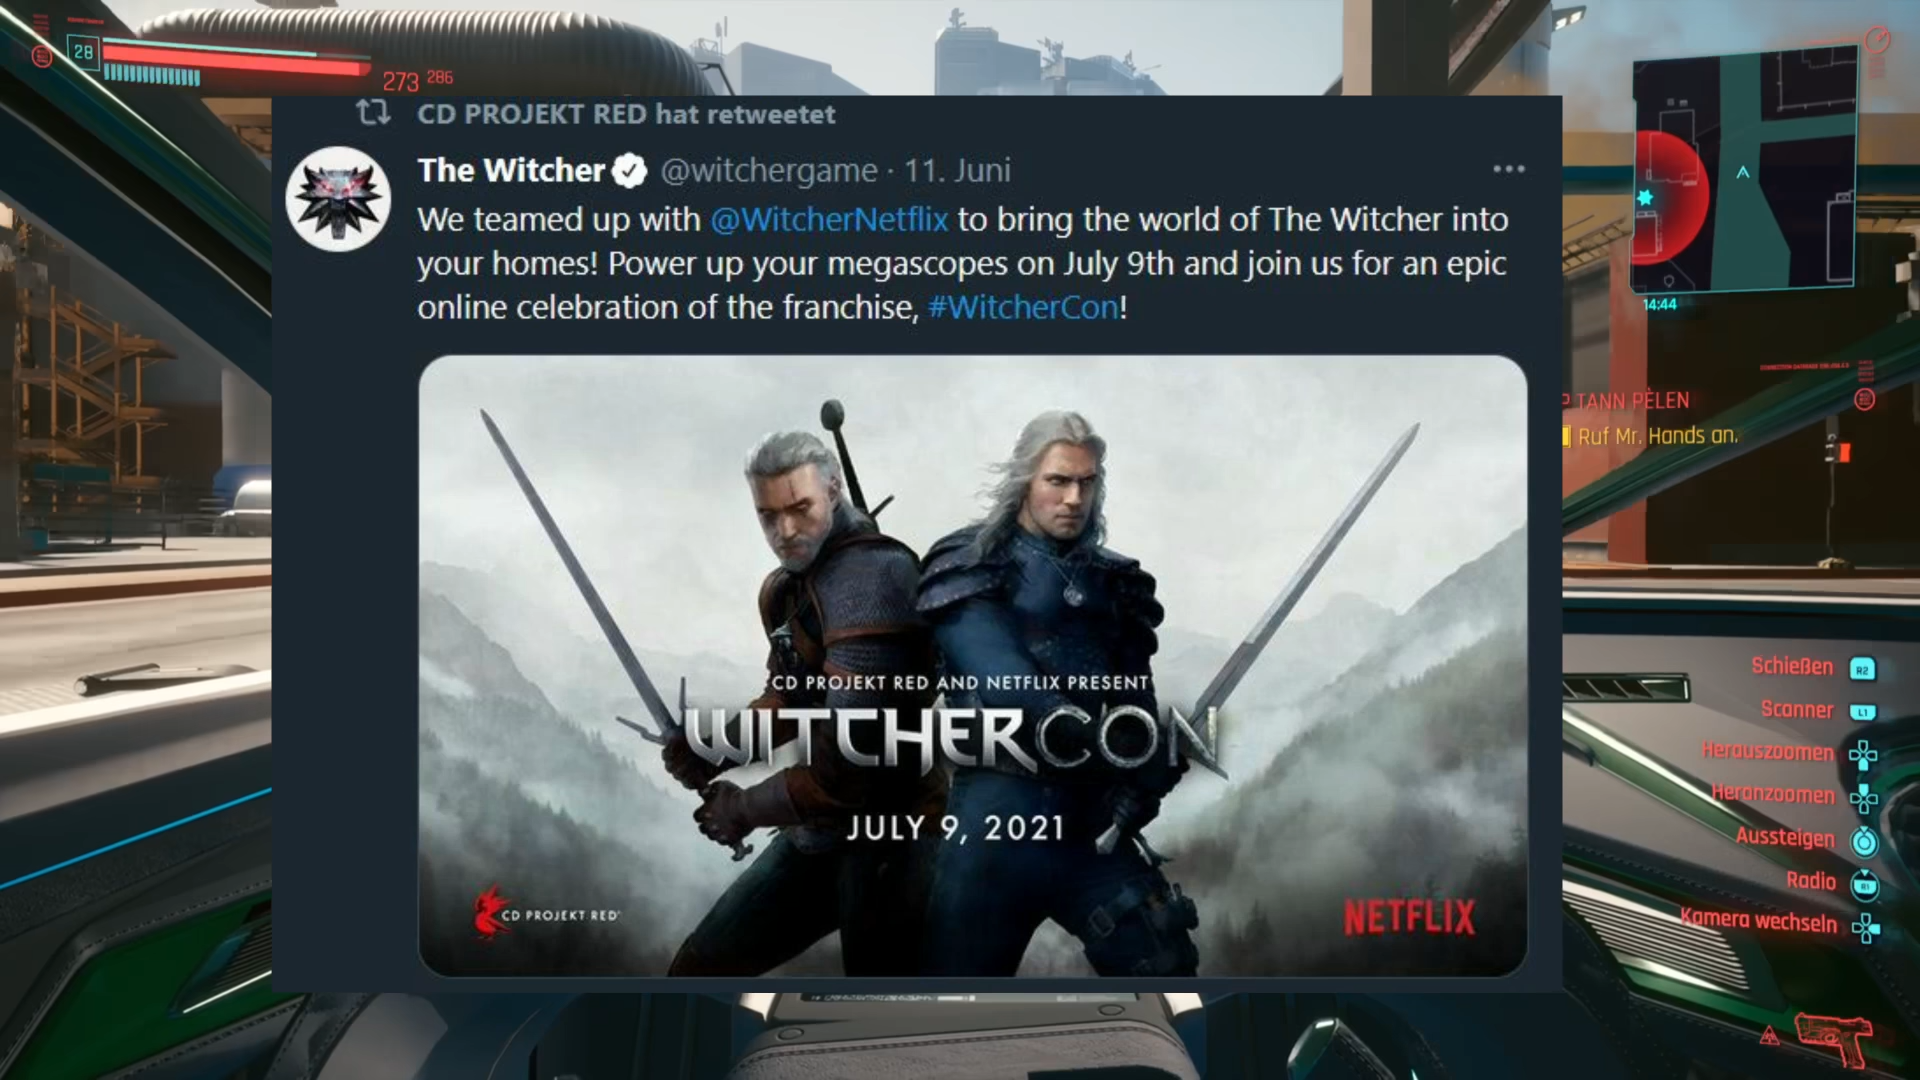 28
273 286
CD PROJEKT RED hat retweetet
The Witcher @witchergame · 11. Juni
We teamed up with @WitcherNetflix to bring the world of The Witcher into
your homes! Power up your megascopes on July 9th and join us for an epic
online celebration of the franchise, #WitcherCon!
CD PROJEKT RED AND NETFLIX PRESENT
WITCHERCON
JULY 9, 2021
CD PROJEKT RED
NETFLIX
14:44
TANN PÈLEN
Ruf Mr. Hands an.
Schießen R2
Scanner L1
Herauszoomen
Heranzoomen
Aussteigen
Radio R1
Kamera wechseln